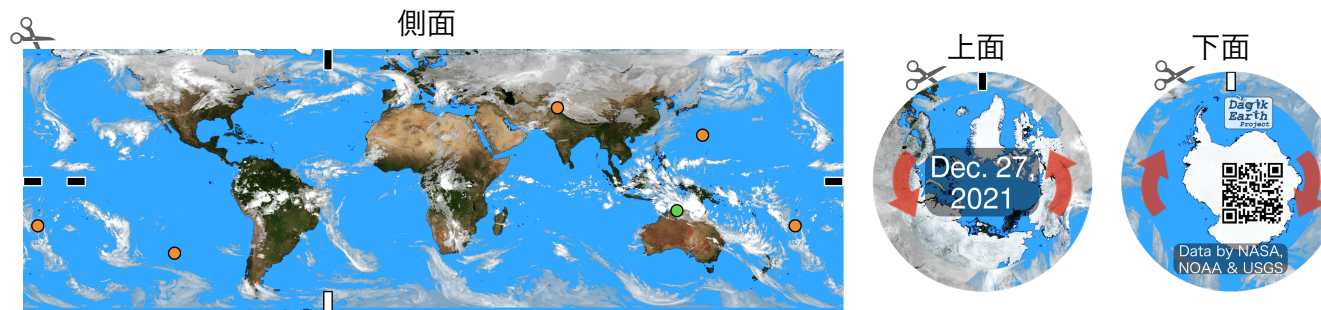 側面
上面
Dec. 27,
2021
下面
Dagik
Earth
Project
Data by NASA,
NOAA & USGS